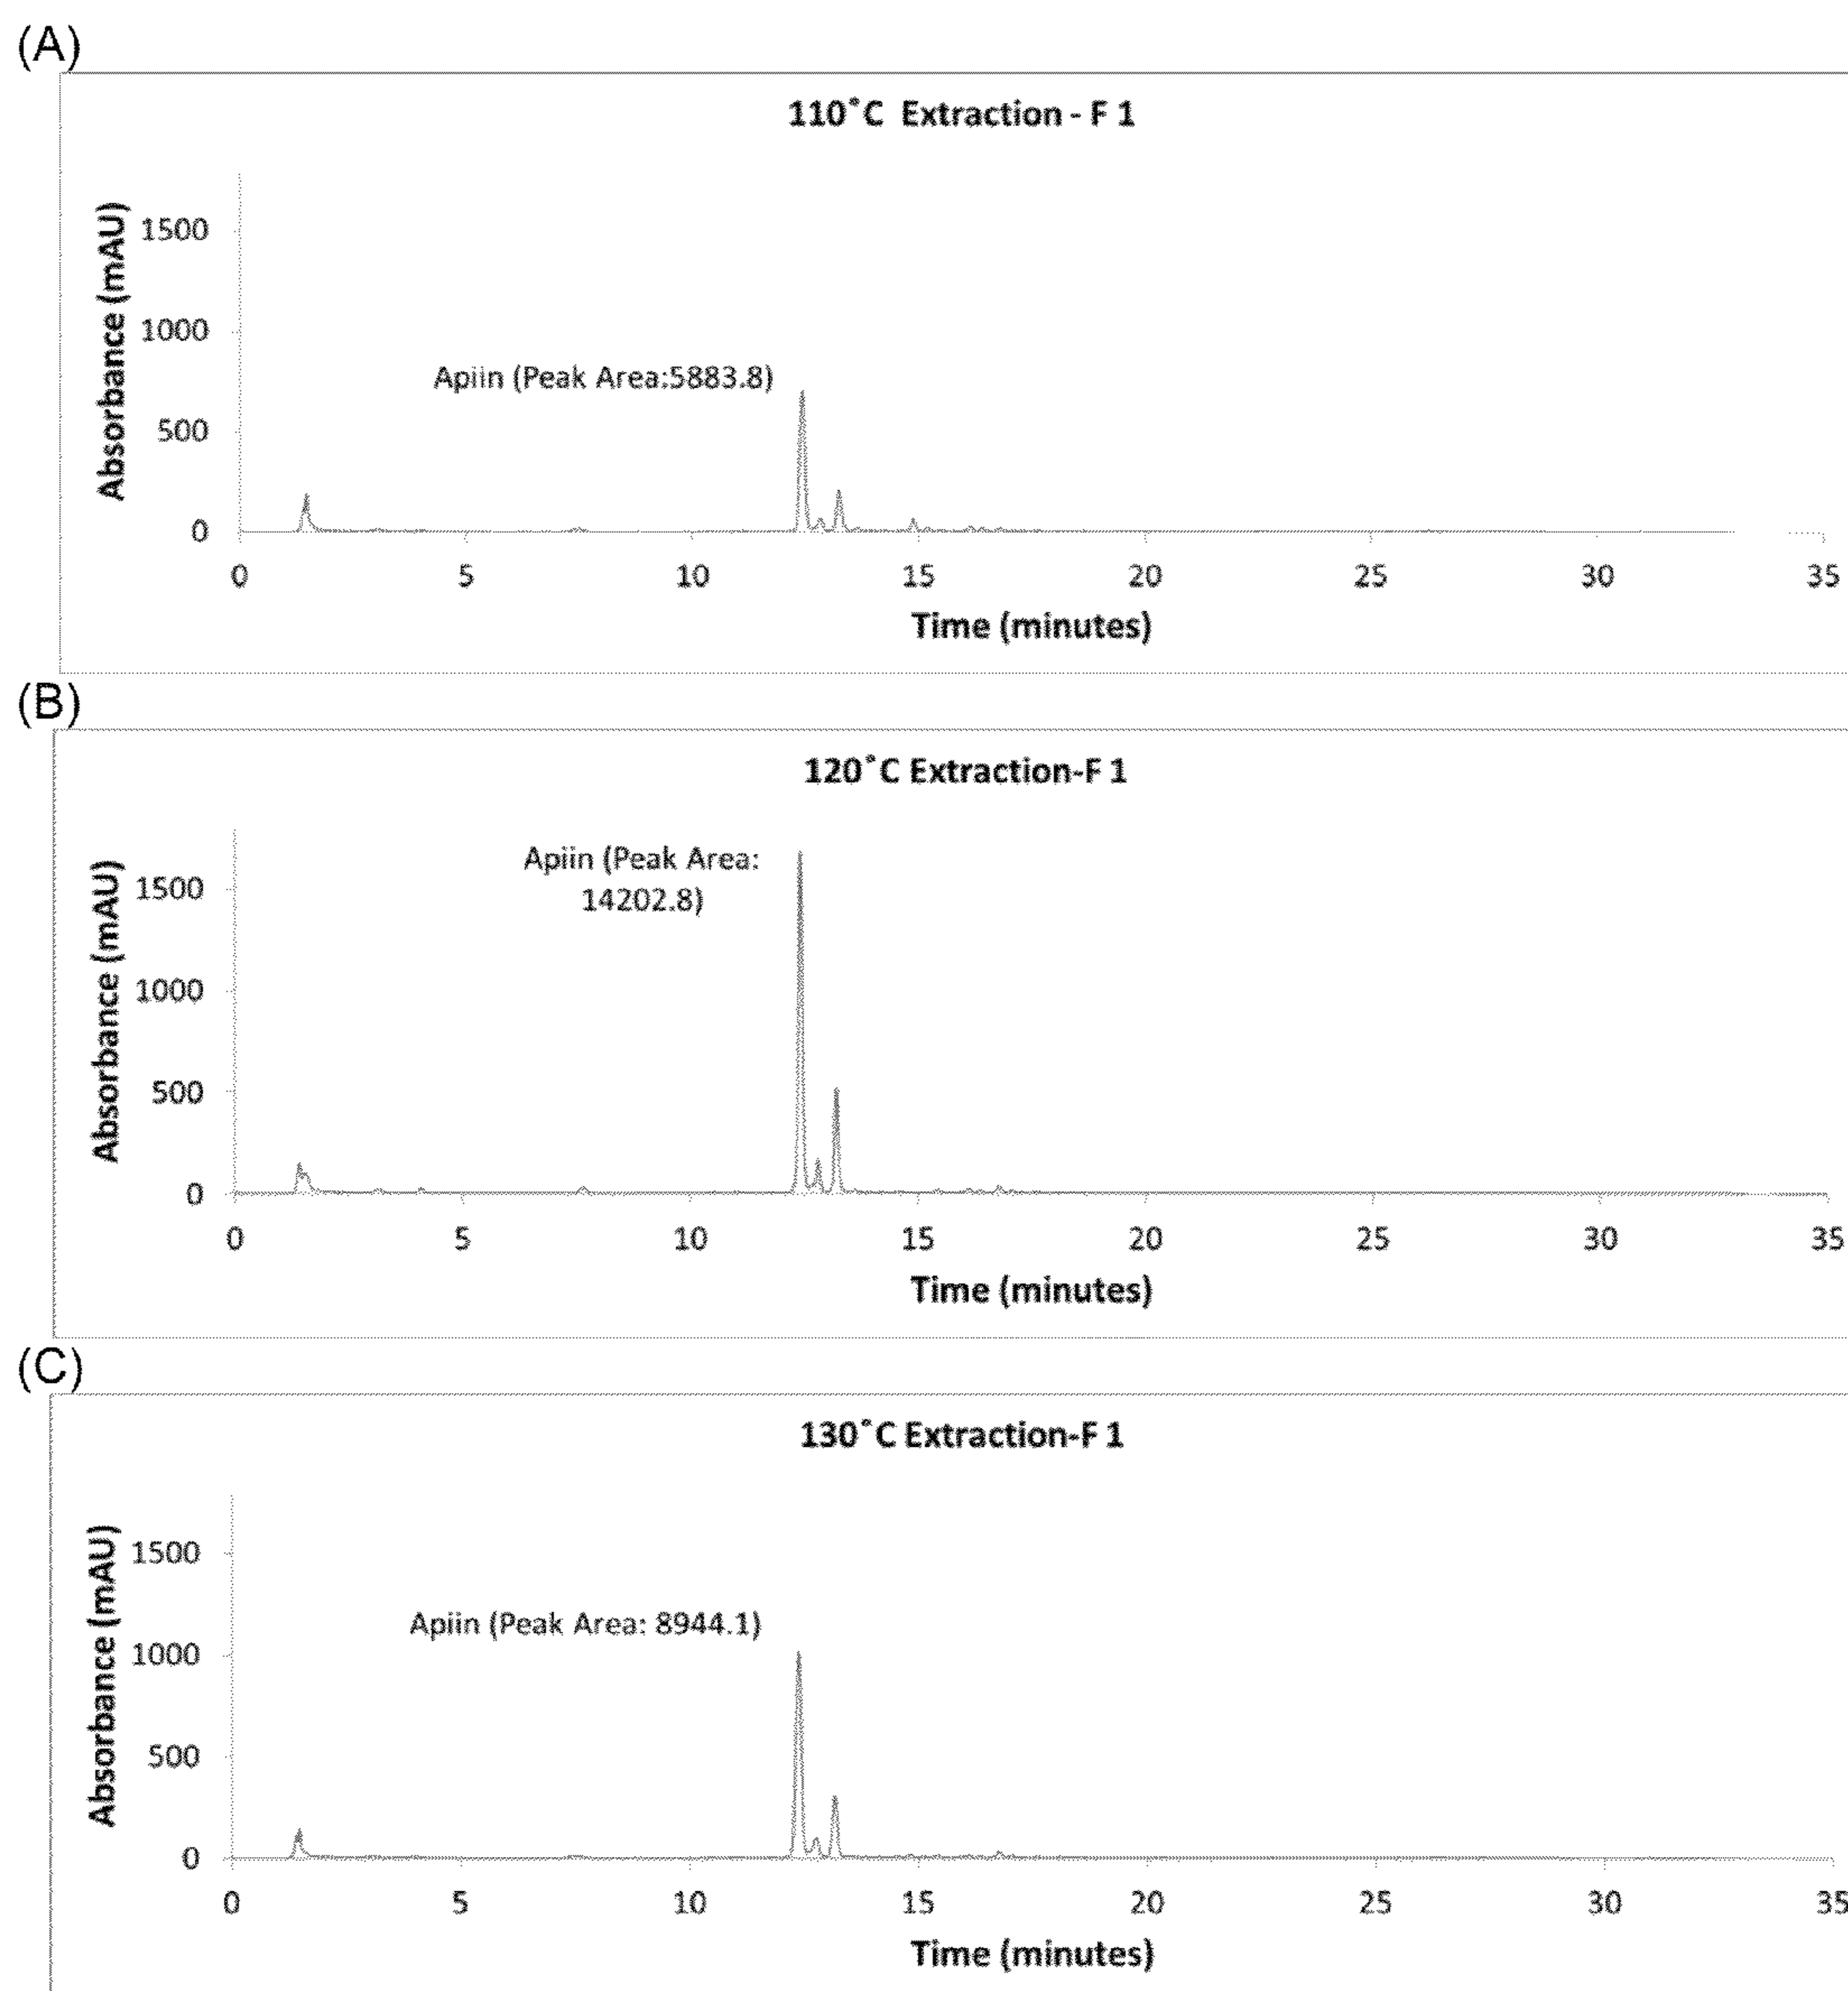 (A)
110°C Extraction - F 1
Absorbance (mAU)
1500
1000
500
0
Apiin (Peak Area:5883.8)
0 5 10 15 20 25 30 35
Time (minutes)
(B)
120°C Extraction-F 1
Absorbance (mAU)
1500
1000
500
0
Apiin (Peak Area:
14202.8)
0 5 10 15 20 25 30 35
Time (minutes)
(C)
130°C Extraction-F 1
Absorbance (mAU)
1500
1000
500
0
Apiin (Peak Area: 8944.1)
0 5 10 15 20 25 30 35
Time (minutes)